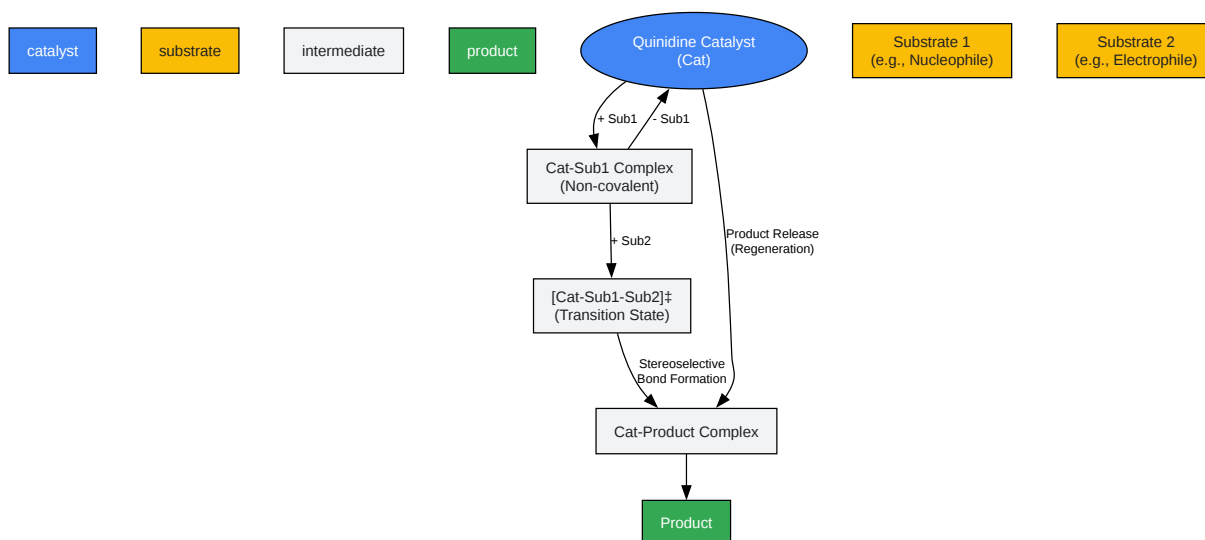 catalyst
substrate
intermediate
product
Quinidine Catalyst
(Cat)
Substrate 1
(e.g., Nucleophile)
Substrate 2
(e.g., Electrophile)
+ Sub1
- Sub1
Cat-Sub1 Complex
(Non-covalent)
+ Sub2
Product Release
(Regeneration)
[Cat-Sub1-Sub2]‡
(Transition State)
Stereoselective
Bond Formation
Cat-Product Complex
Product